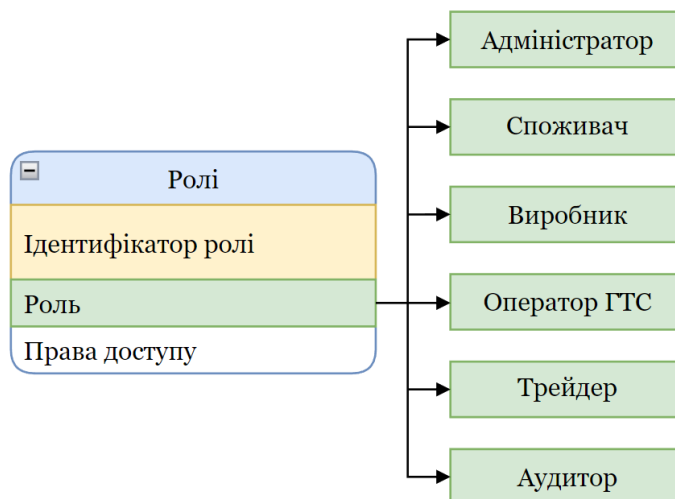 Ролі
Ідентифікатор ролі
Роль
Права доступу
Адміністратор
Споживач
Виробник
Оператор ГТС
Трейдер
Аудитор